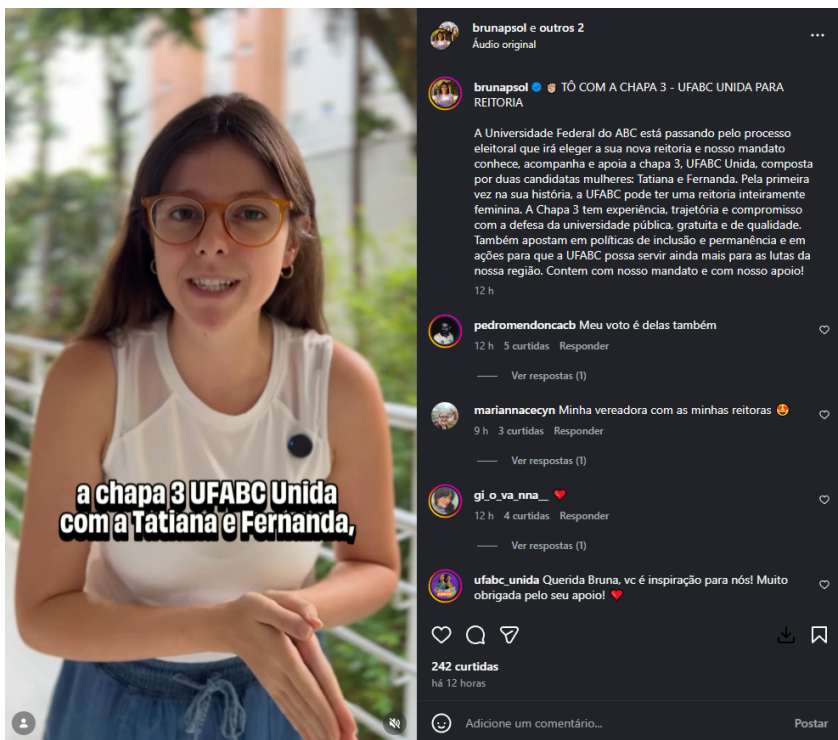 a chapa 3 UFABC Unida
com a Tatiana e Fernanda,
brunapsol e outros 2
Áudio original
brunapsol ✊🏼 TÔ COM A CHAPA 3 - UFABC UNIDA PARA
REITORIA
A Universidade Federal do ABC está passando pelo processo
eleitoral que irá eleger a sua nova reitoria e nosso mandato
conhece, acompanha e apoia a chapa 3, UFABC Unida, composta
por duas candidatas mulheres: Tatiana e Fernanda. Pela primeira
vez na sua história, a UFABC pode ter uma reitoria inteiramente
feminina. A Chapa 3 tem experiência, trajetória e compromisso
com a defesa da universidade pública, gratuita e de qualidade.
Também apostam em políticas de inclusão e permanência e em
ações para que a UFABC possa servir ainda mais para as lutas da
nossa região. Contem com nosso mandato e com nosso apoio!
12 h
pedromendoncacb Meu voto é delas também
12 h 5 curtidas Responder
Ver respostas (1)
mariannacecyn Minha vereadora com as minhas reitoras 🤩
9 h 3 curtidas Responder
Ver respostas (1)
gi_o_va_nna__ ❤️
12 h 4 curtidas Responder
Ver respostas (1)
ufabc_unida Querida Bruna, vc é inspiração para nós! Muito
obrigada pelo seu apoio! ❤️
242 curtidas
há 12 horas
Adicione um comentário... Postar